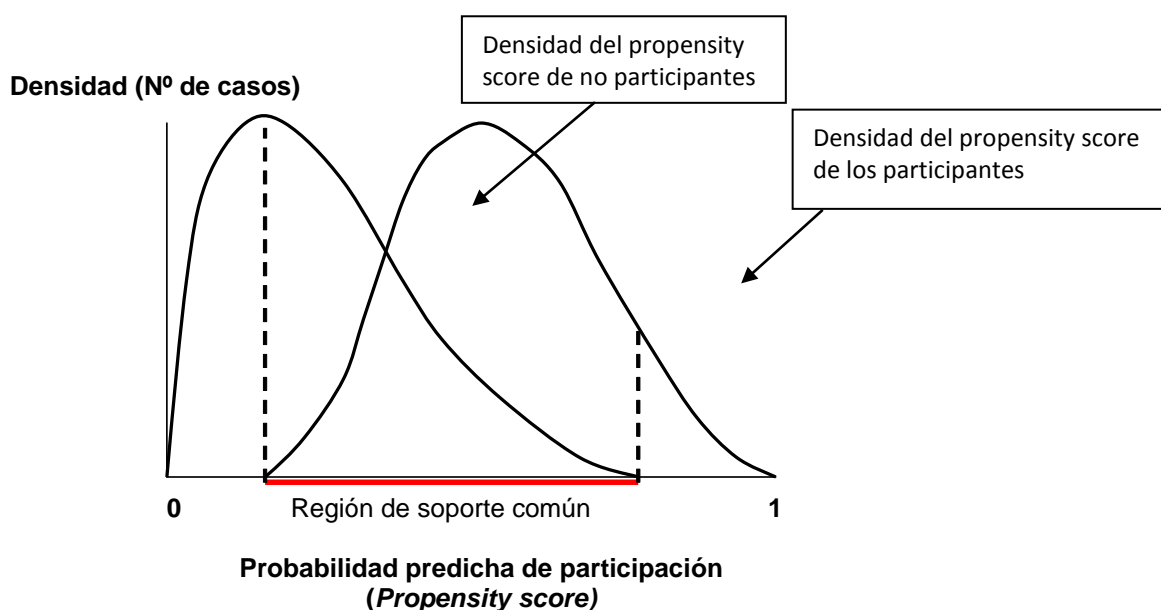 Densidad del propensity
score de no participantes
Densidad (Nº de casos)
Densidad del propensity score
de los participantes
0
Región de soporte común
1
Probabilidad predicha de participación
(Propensity score)